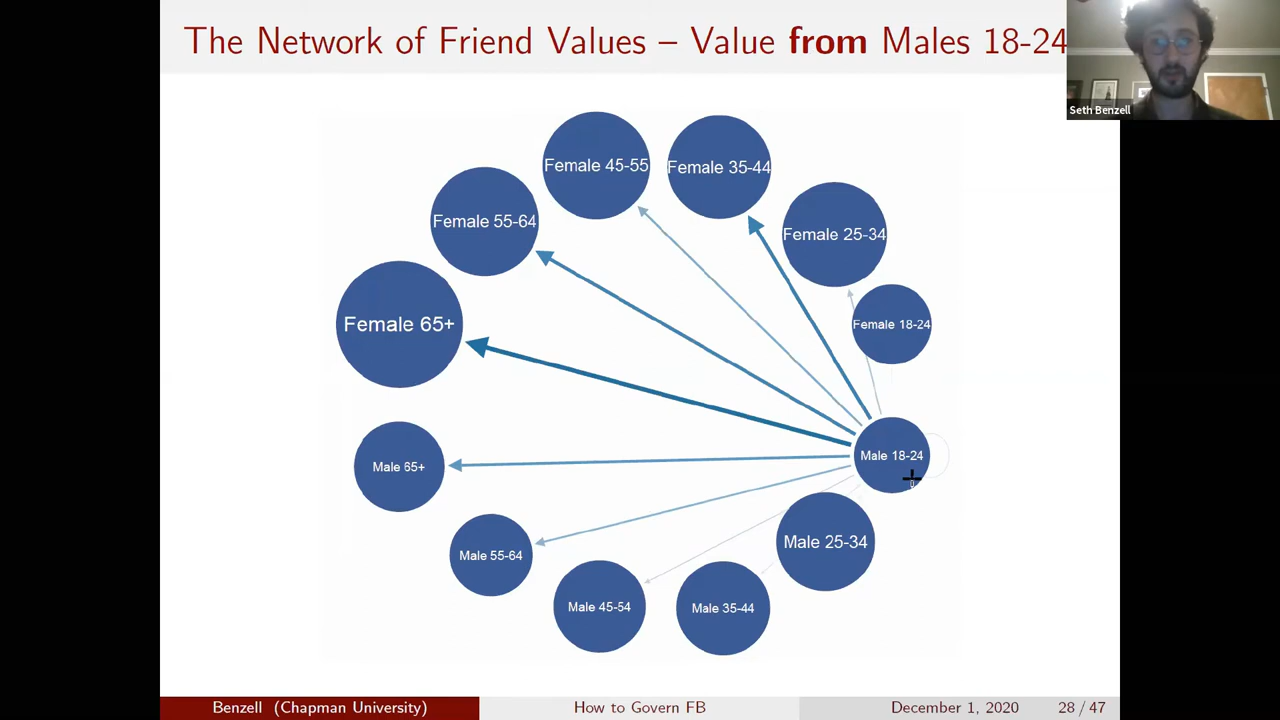 The Network of Friend Values – Value from Males 18-24
Seth Benzell
Female 45-55
Female 35-44
Female 55-64
Female 25-34
Female 65+
Female 18-24
Male 18-24
Male 65+
Male 25-34
Male 55-64
Male 45-54
Male 35-44
Benzell (Chapman University)
How to Govern FB
December 1, 2020
28 / 47